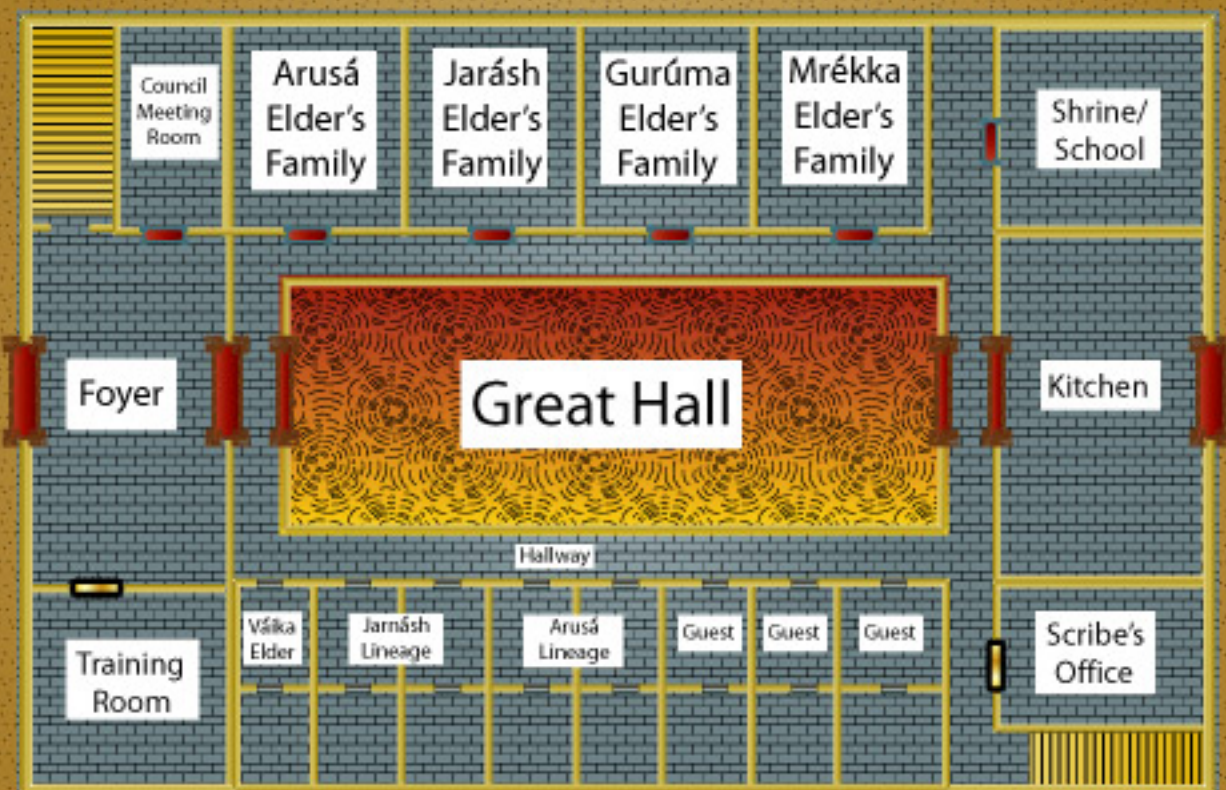 Council
Meeting
Room
Arusá
Elder's
Family
Jarásh
Elder's
Family
Gurúma
Elder's
Family
Mrékka
Elder's
Family
Shrine/
School
Foyer
Great Hall
Kitchen
Hallway
Training
Room
Váika
Elder
Jarnásh
Lineage
Arusá
Lineage
Guest
Guest
Guest
Scribe's
Office